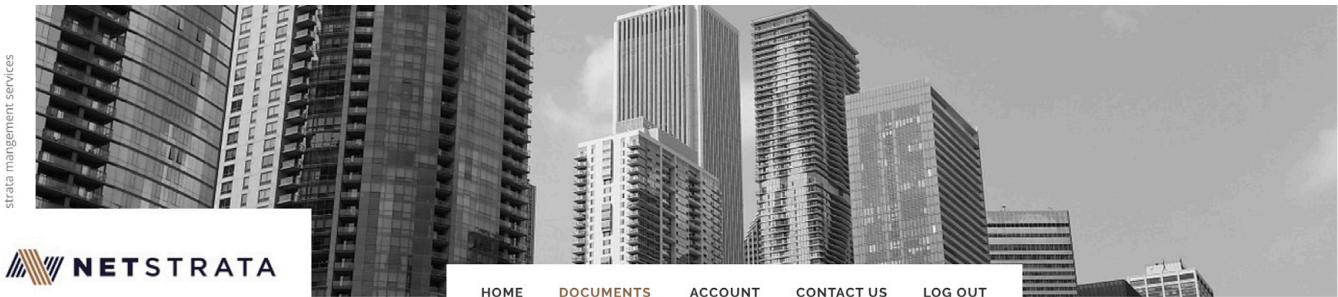 strata mangement services
NETSTRATA
HOME DOCUMENTS ACCOUNT CONTACT US LOG OUT